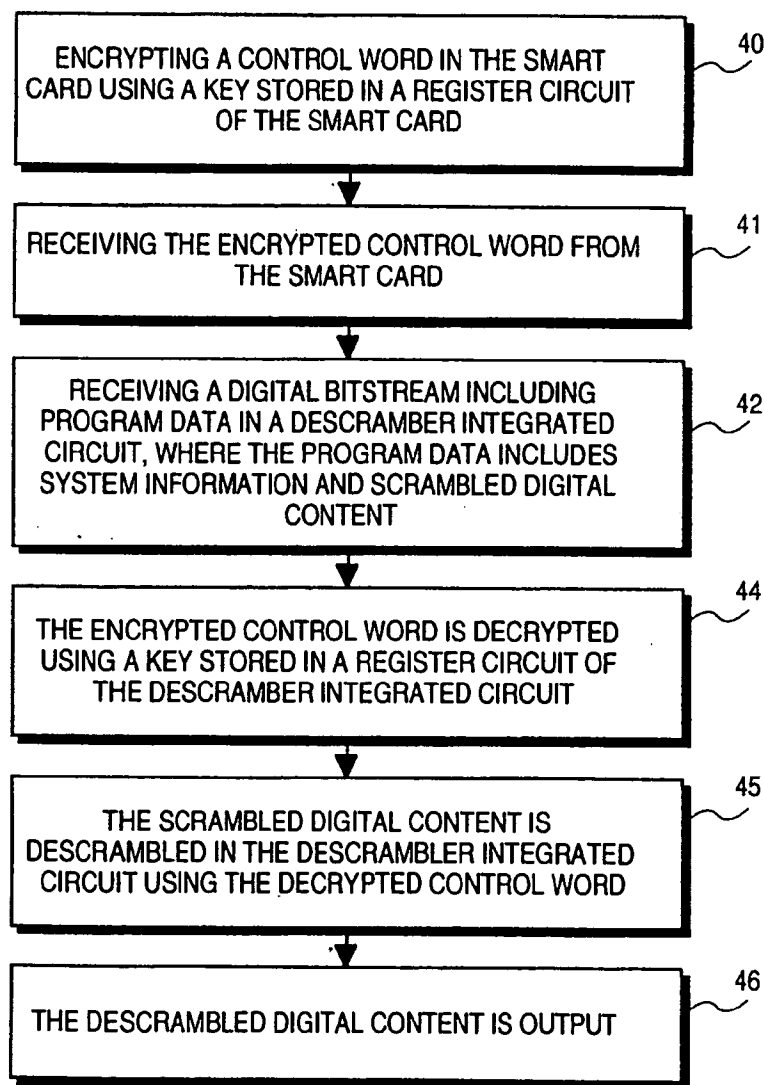 ENCRYPTING A CONTROL WORD IN THE SMART
CARD USING A KEY STORED IN A REGISTER CIRCUIT
OF THE SMART CARD
40
RECEIVING THE ENCRYPTED CONTROL WORD FROM
THE SMART CARD
41
RECEIVING A DIGITAL BITSTREAM INCLUDING
PROGRAM DATA IN A DESCRAMBER INTEGRATED
CIRCUIT, WHERE THE PROGRAM DATA INCLUDES
SYSTEM INFORMATION AND SCRAMBLED DIGITAL
CONTENT
42
THE ENCRYPTED CONTROL WORD IS DECRYPTED
USING A KEY STORED IN A REGISTER CIRCUIT OF
THE DESCRAMBER INTEGRATED CIRCUIT
44
THE SCRAMBLED DIGITAL CONTENT IS
DESCRAMBLED IN THE DESCRAMBLER INTEGRATED
CIRCUIT USING THE DECRYPTED CONTROL WORD
45
THE DESCRAMBLED DIGITAL CONTENT IS OUTPUT
46